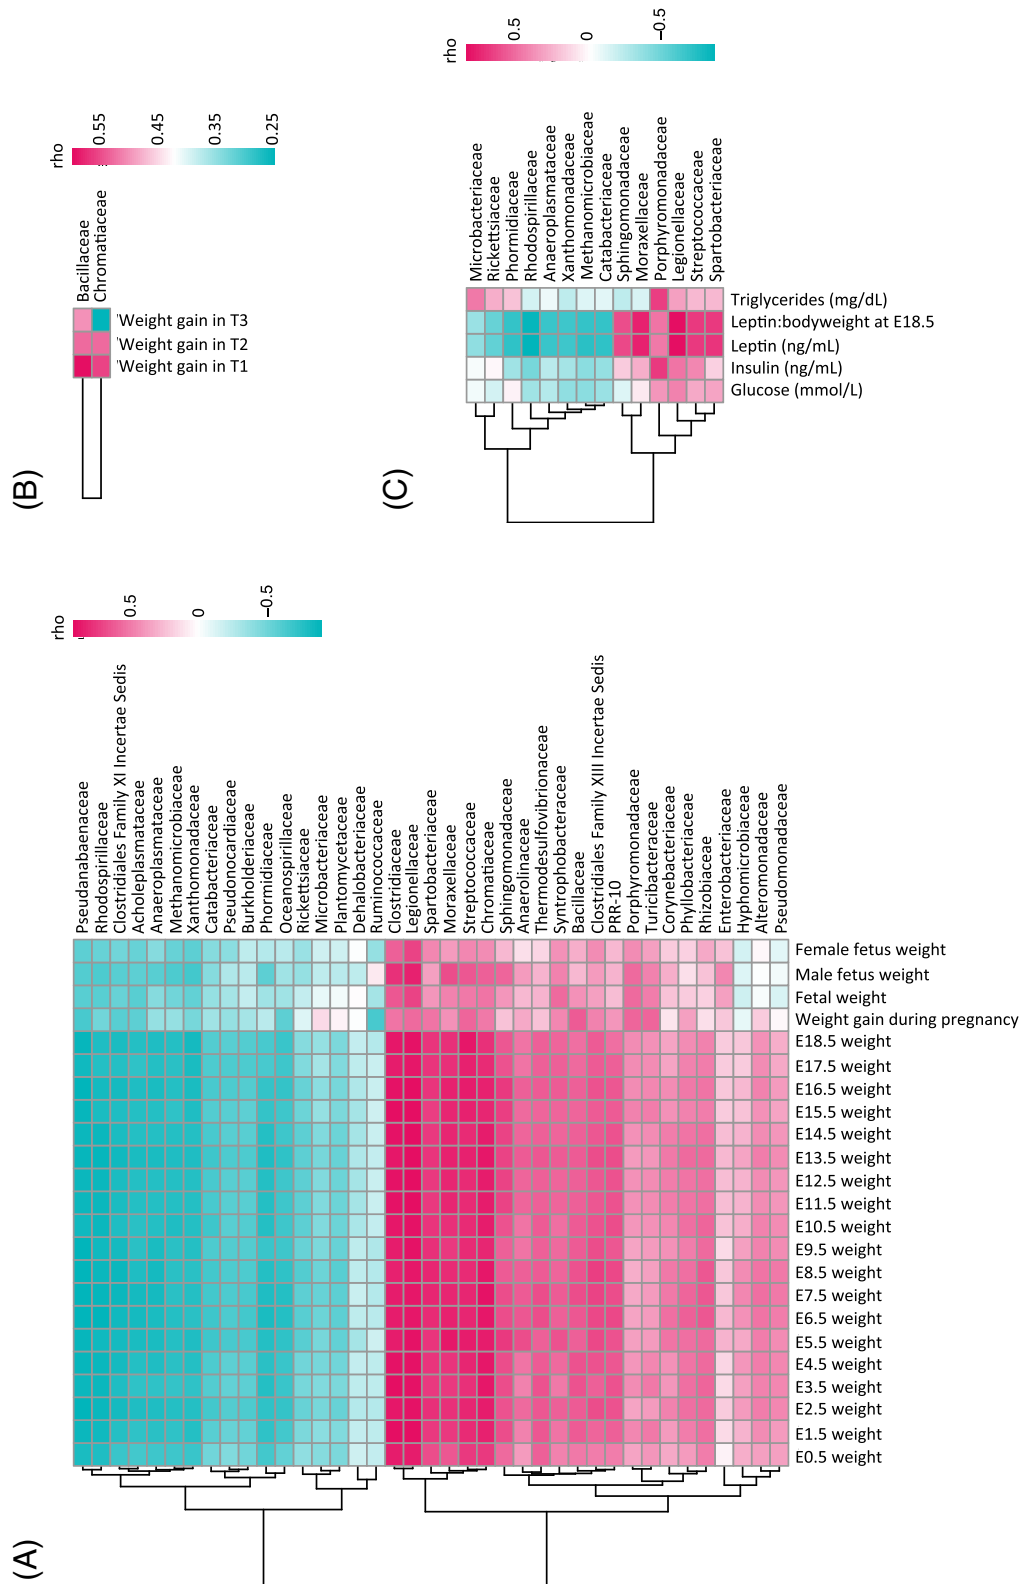 (A)
rho
0.5
0
−0.5
Pseudanabaenaceae
Rhodospirillaceae
Clostridiales Family XI Incertae Sedis
Acholeplasmataceae
Anaeroplasmataceae
Methanomicrobiaceae
Xanthomonadaceae
Catabacteriaceae
Pseudonocardiaceae
Burkholderiaceae
Phormidiaceae
Oceanospirillaceae
Rickettsiaceae
Microbacteriaceae
Plantomycetaceae
Dehalobacteriaceae
Ruminococcaceae
Clostridiaceae
Legionellaceae
Spartobacteriaceae
Moraxellaceae
Streptococcaceae
Chromatiaceae
Sphingomonadaceae
Anaerolinaceae
Thermodesulfovibrionaceae
Syntrophobacteraceae
Bacillaceae
Clostridiales Family XIII Incertae Sedis
PRR-10
Porphyromonadaceae
Turicibacteraceae
Corynebacteriaceae
Phyllobacteriaceae
Rhizobiaceae
Enterobacteriaceae
Hyphomicrobiaceae
Alteromonadaceae
Pseudomonadaceae
Female fetus weight
Male fetus weight
Fetal weight
Weight gain during pregnancy
E18.5 weight
E17.5 weight
E16.5 weight
E15.5 weight
E14.5 weight
E13.5 weight
E12.5 weight
E11.5 weight
E10.5 weight
E9.5 weight
E8.5 weight
E7.5 weight
E6.5 weight
E5.5 weight
E4.5 weight
E3.5 weight
E2.5 weight
E1.5 weight
E0.5 weight
(B)
rho
0.55
0.45
0.35
0.25
Bacillaceae
Chromatiaceae
'Weight gain in T3
'Weight gain in T2
'Weight gain in T1
(C)
rho
0.5
0
−0.5
Microbacteriaceae
Rickettsiaceae
Phormidiaceae
Rhodospirillaceae
Anaeroplasmataceae
Xanthomonadaceae
Methanomicrobiaceae
Catabacteriaceae
Sphingomonadaceae
Moraxellaceae
Porphyromonadaceae
Legionellaceae
Streptococcaceae
Spartobacteriaceae
Triglycerides (mg/dL)
Leptin:bodyweight at E18.5
Leptin (ng/mL)
Insulin (ng/mL)
Glucose (mmol/L)